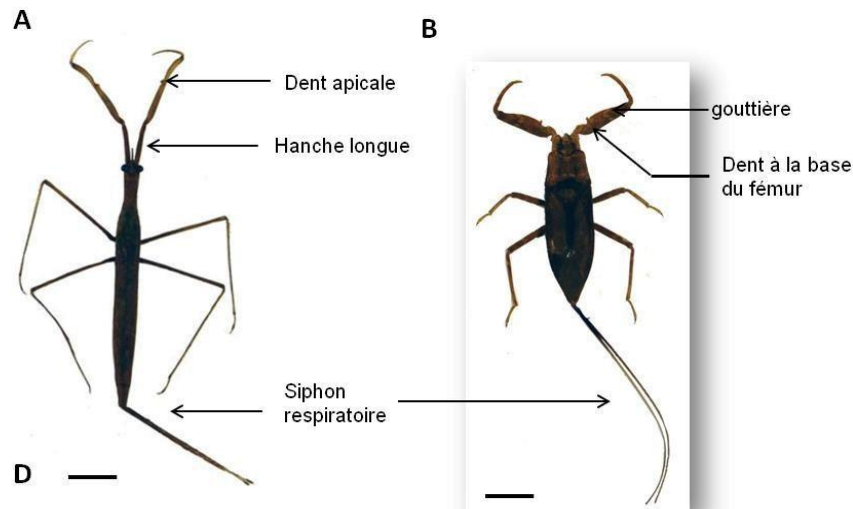 A
B
Dent apicale
gouttière
Hanche longue
Dent à la base
du fémur
Siphon
respiratoire
D